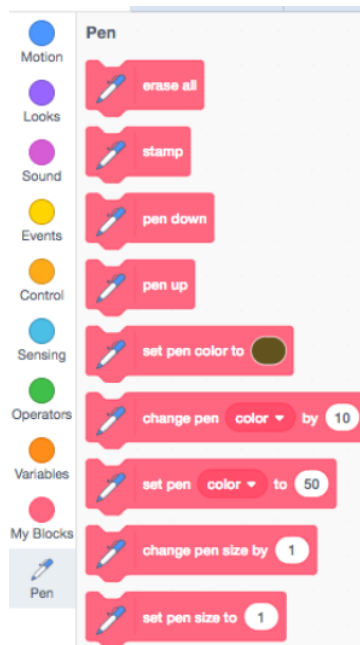 Pen
Motion
Looks
Sound
Events
Control
Sensing
Operators
Variables
My Blocks
Pen
erase all
stamp
pen down
pen up
set pen color to
change pen color by 10
set pen color to 50
change pen size by 1
set pen size to 1